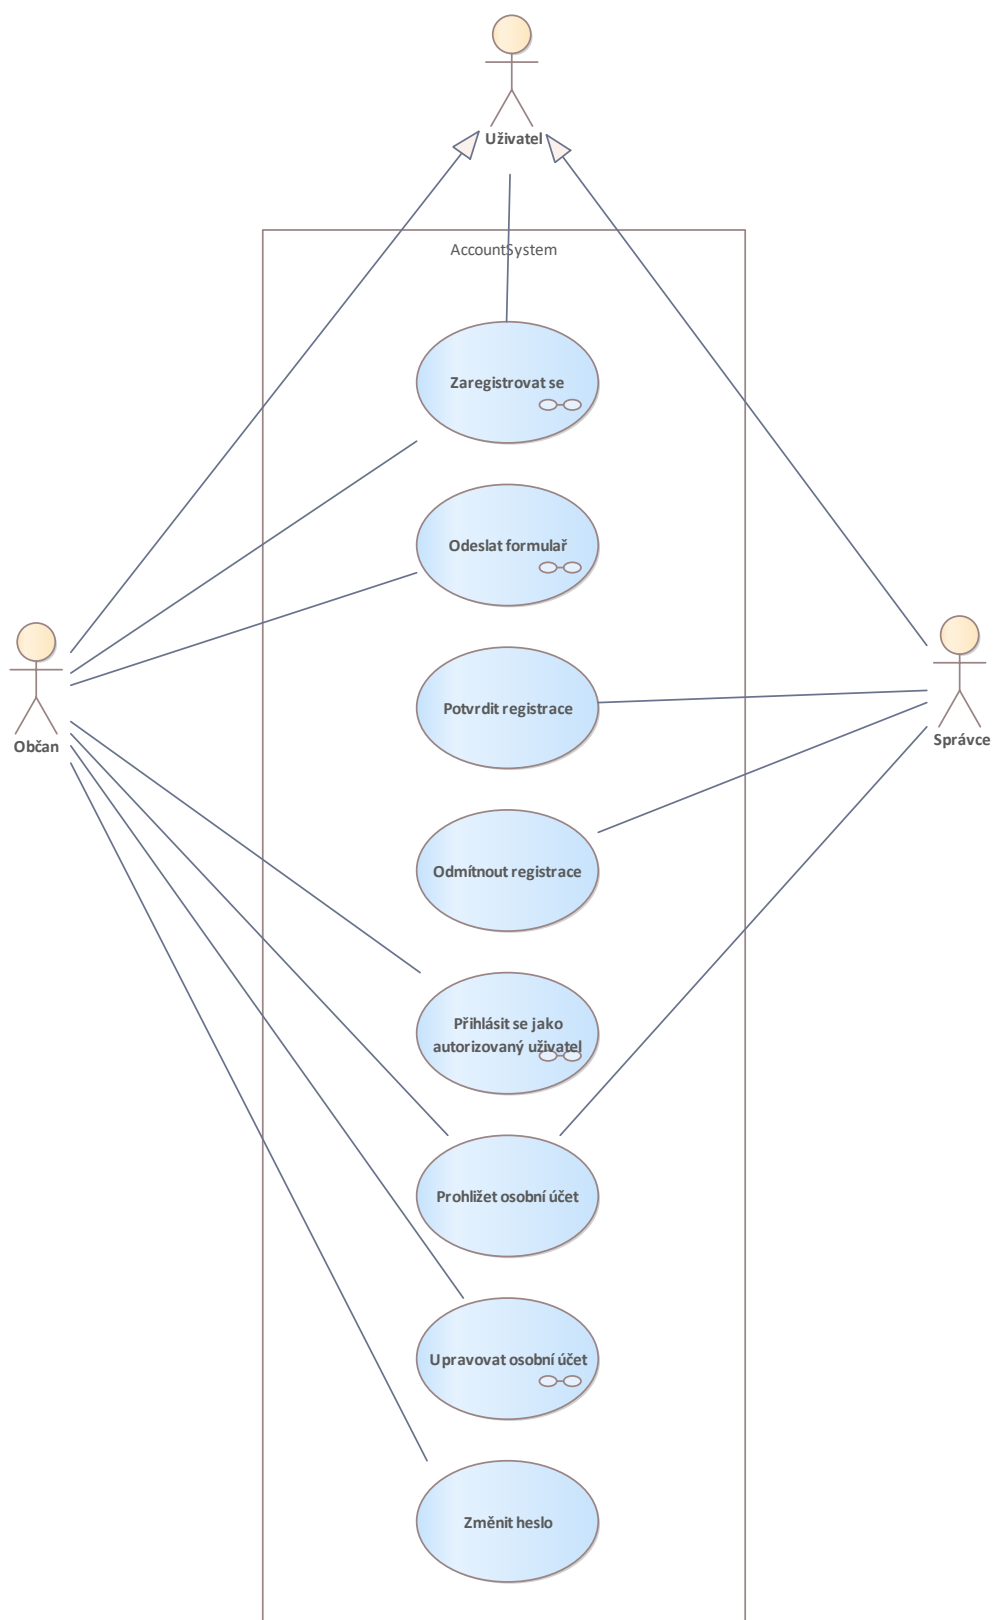 Uživatel
AccountSystem
Zaregistrovat se
Odeslat formulař
Potvrdit registrace
Občan
Správce
Odmítnout registrace
Přihlásit se jako
autorizovaný uživatel
Prohližet osobní účet
Upravovat osobní účet
Změnit heslo